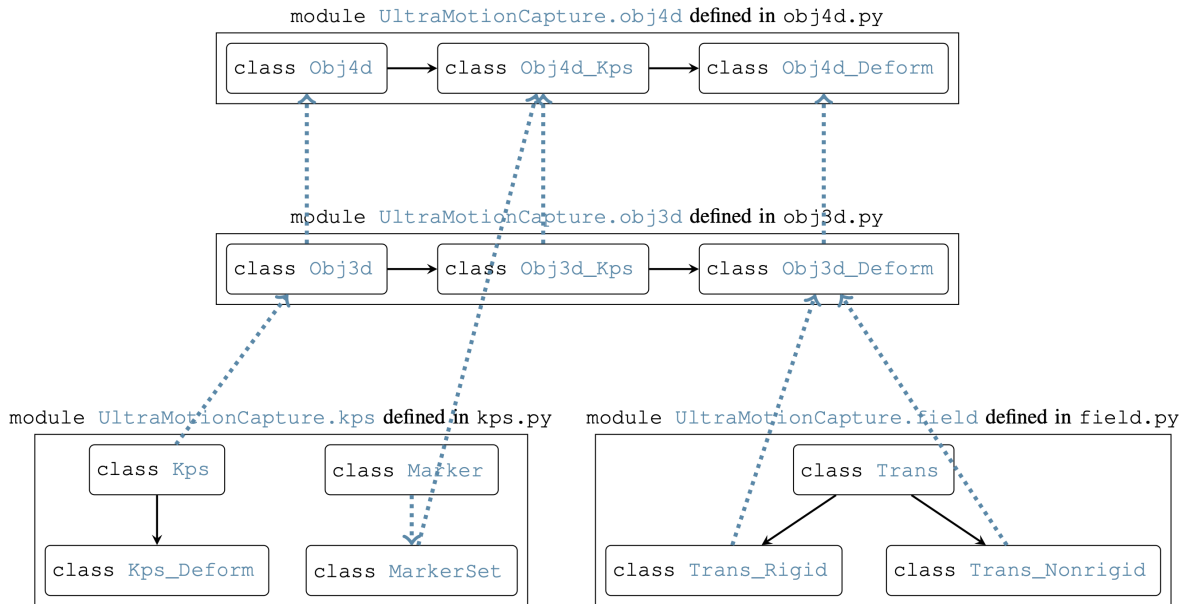 module UltraMotionCapture.obj4d defined in obj4d.py
class Obj4d
class Obj4d_Kps
class Obj4d_Deform
module UltraMotionCapture.obj3d defined in obj3d.py
class Obj3d
class Obj3d_Kps
class Obj3d_Deform
module UltraMotionCapture.kps defined in kps.py
class Kps
class Marker
class Kps_Deform
class MarkerSet
module UltraMotionCapture.field defined in field.py
class Trans
class Trans_Rigid
class Trans_Nonrigid